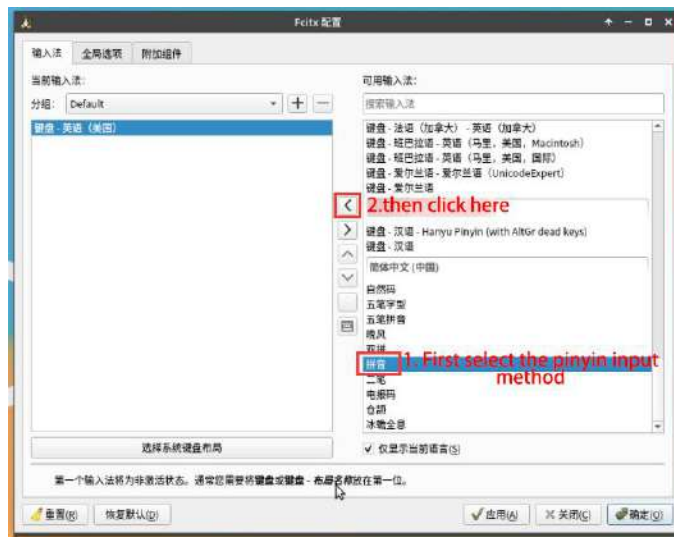 Fcitx 配置
输入法 全局选项 附加组件
当前输入法:
分组: Default
键盘 - 英语（美国）
可用输入法:
搜索输入法
键盘 - 法语（加拿大） - 英语（加拿大）
键盘 - 班巴拉语 - 英语（马里，美国，Macintosh）
键盘 - 班巴拉语 - 英语（马里，美国，国际）
键盘 - 爱尔兰语 - 爱尔兰语（UnicodeExpert）
键盘 - 爱尔兰语
2.then click here
键盘 - 汉语 - Hanyu Pinyin (with AltGr dead keys)
键盘 - 汉语
简体中文 (中国)
自然码
五笔字型
五笔拼音
晚风
双拼
拼音
1. First select the pinyin input
method
二笔
电报码
仓颉
冰蟾全息
选择系统键盘布局
仅显示当前语言(S)
第一个输入法将为非激活状态。通常您需要将键盘或键盘 - 布局名称放在第一位。
重置(R) 恢复默认(D) 应用(A) 关闭(C) 确定(O)